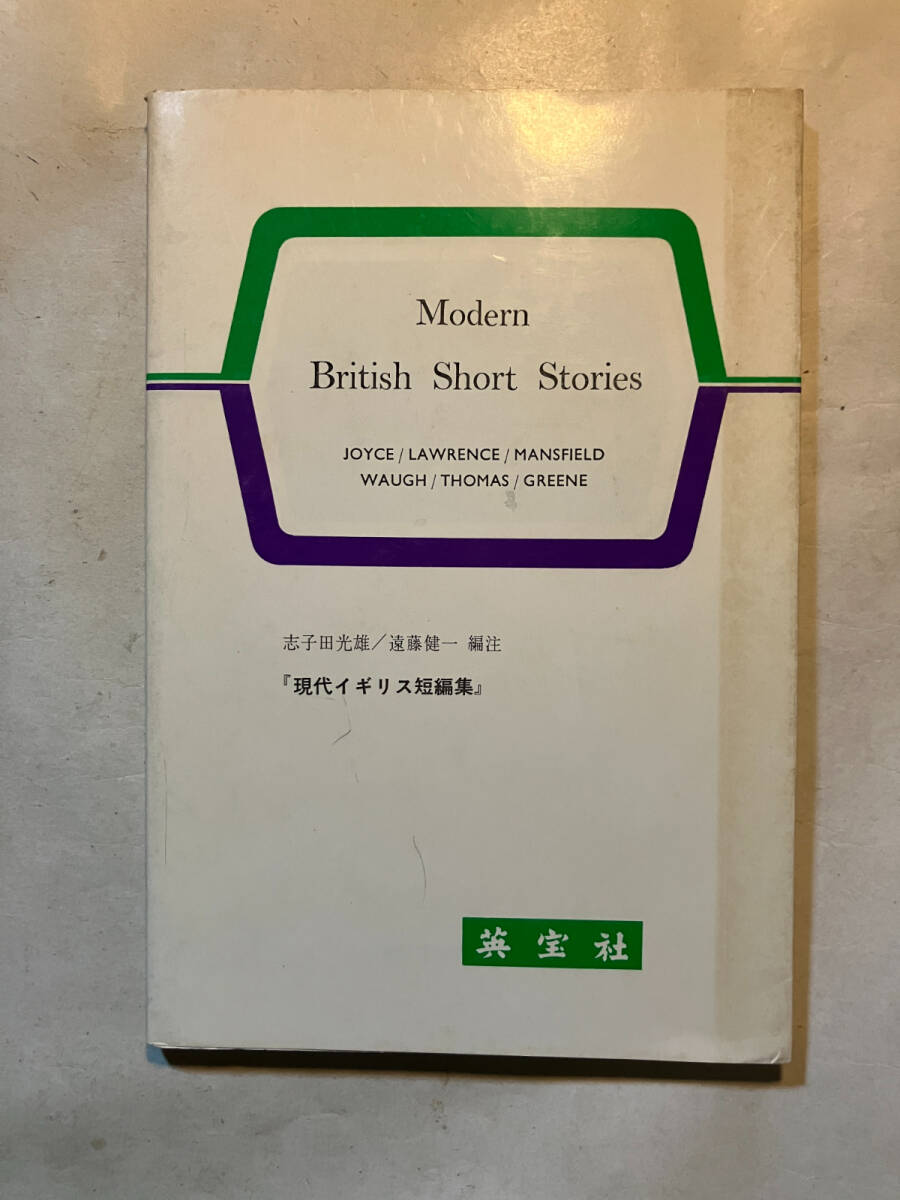 Modern
British Short Stories
JOYCE / LAWRENCE / MANSFIELD
WAUGH / THOMAS / GREENE
志子田光雄／遠藤健一 編注
『現代イギリス短編集』
英宝社